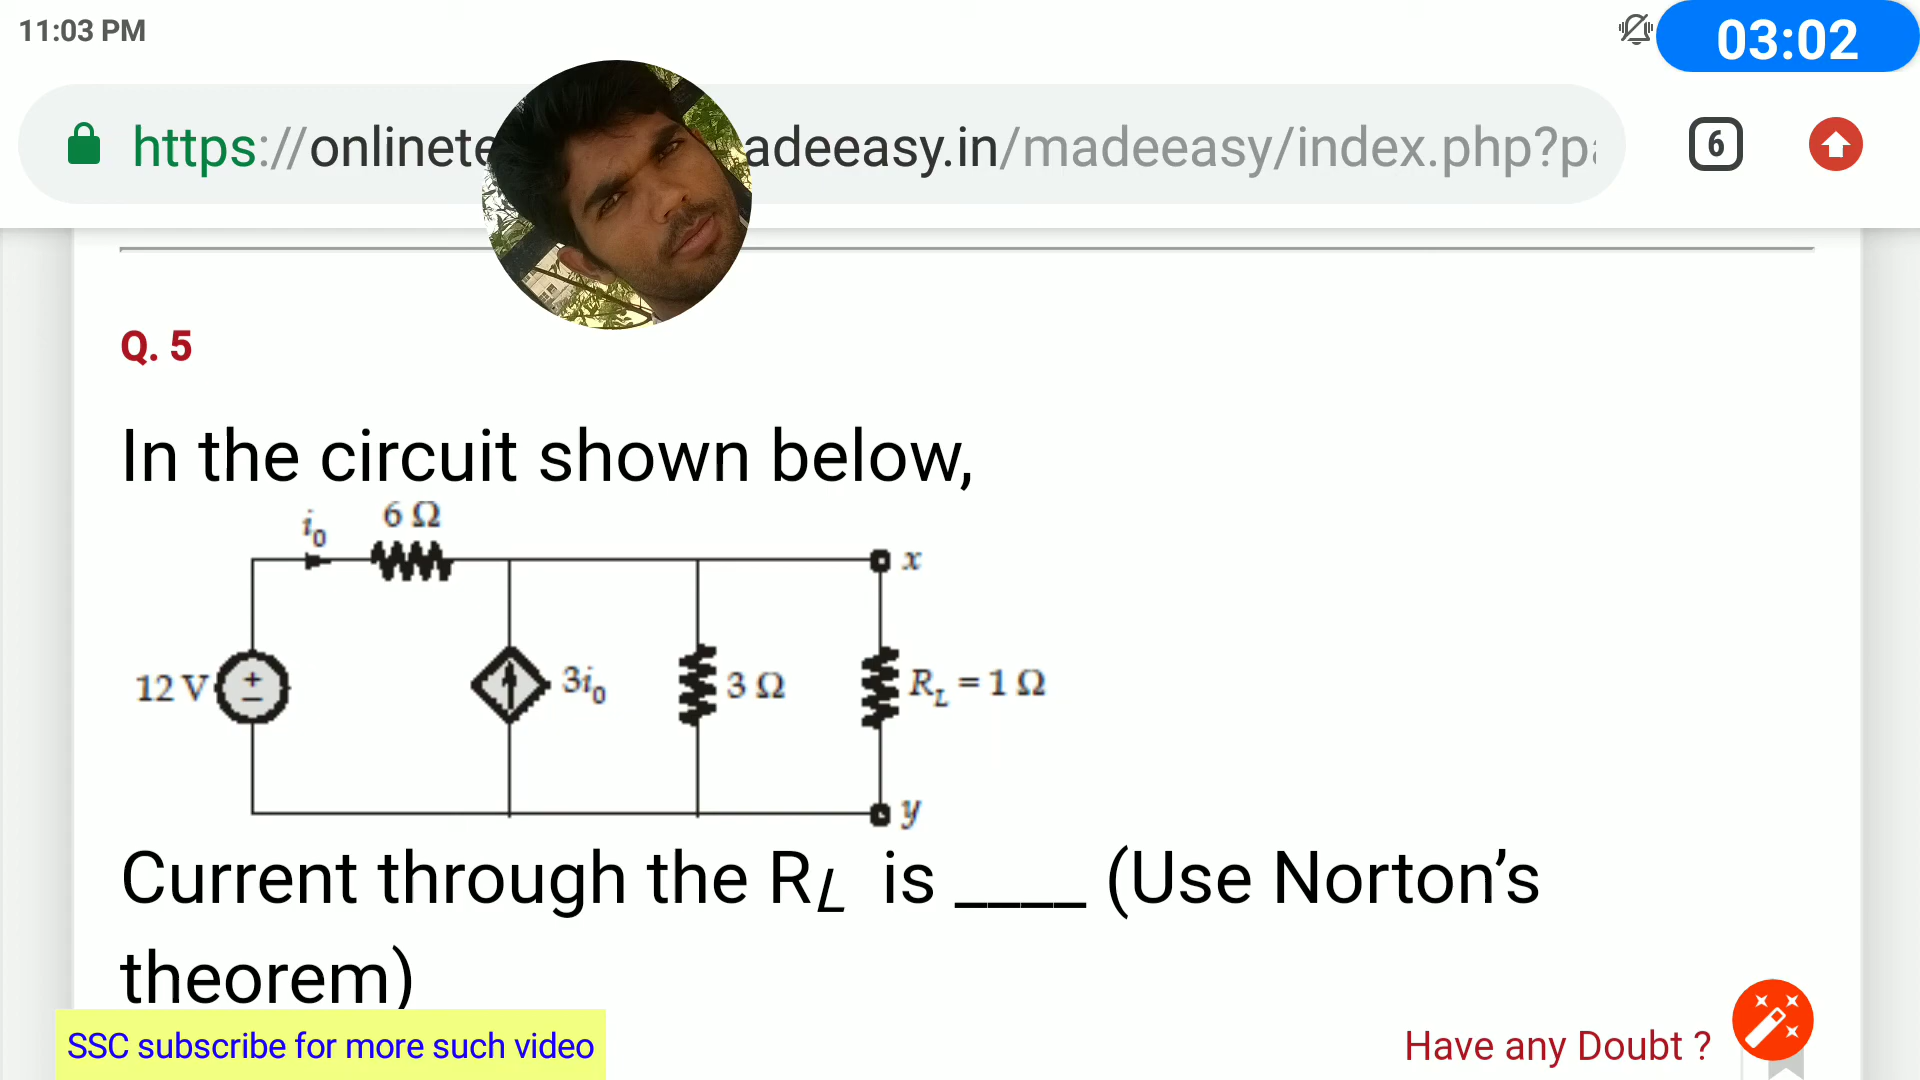 11:03 PM
03:02
https://onlinete adeeasy.in/madeeasy/index.php?pa
6
Q. 5
In the circuit shown below,
i0
6 Ω
x
12 V
+
−
3i0
3 Ω
RL = 1 Ω
y
Current through the RL is ____ (Use Norton’s
theorem)
SSC subscribe for more such video
Have any Doubt ?